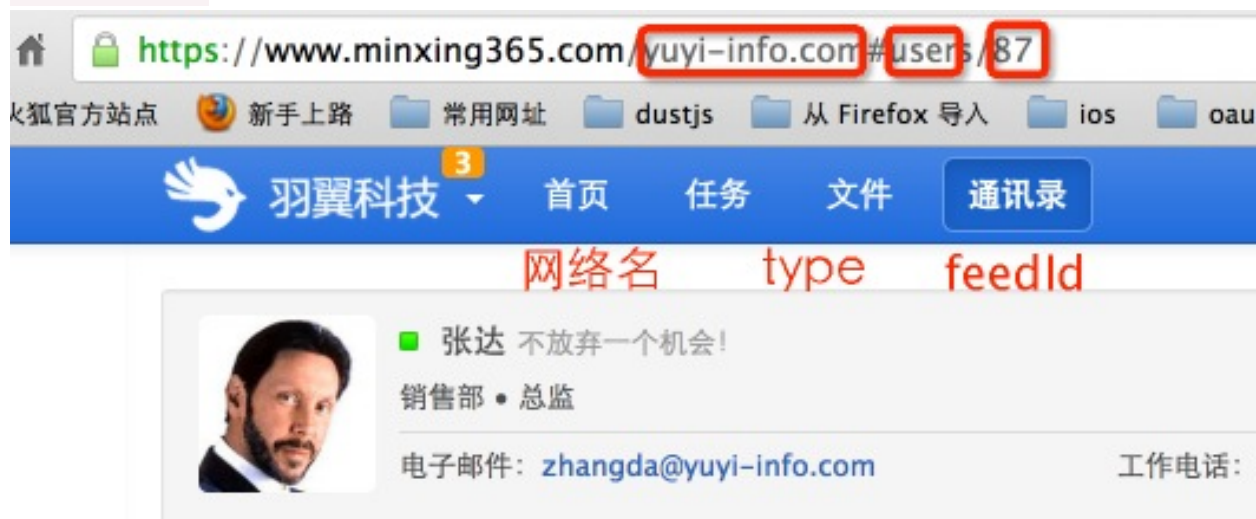 https://www.minxing365.com/yuyi-info.com#users/87
火狐官方站点 新手上路 常用网址 dustjs 从 Firefox 导入 ios oau
羽翼科技 3 首页 任务 文件 通讯录
网络名 type feedId
张达 不放弃一个机会!
销售部 • 总监
电子邮件: zhangda@yuyi-info.com 工作电话: